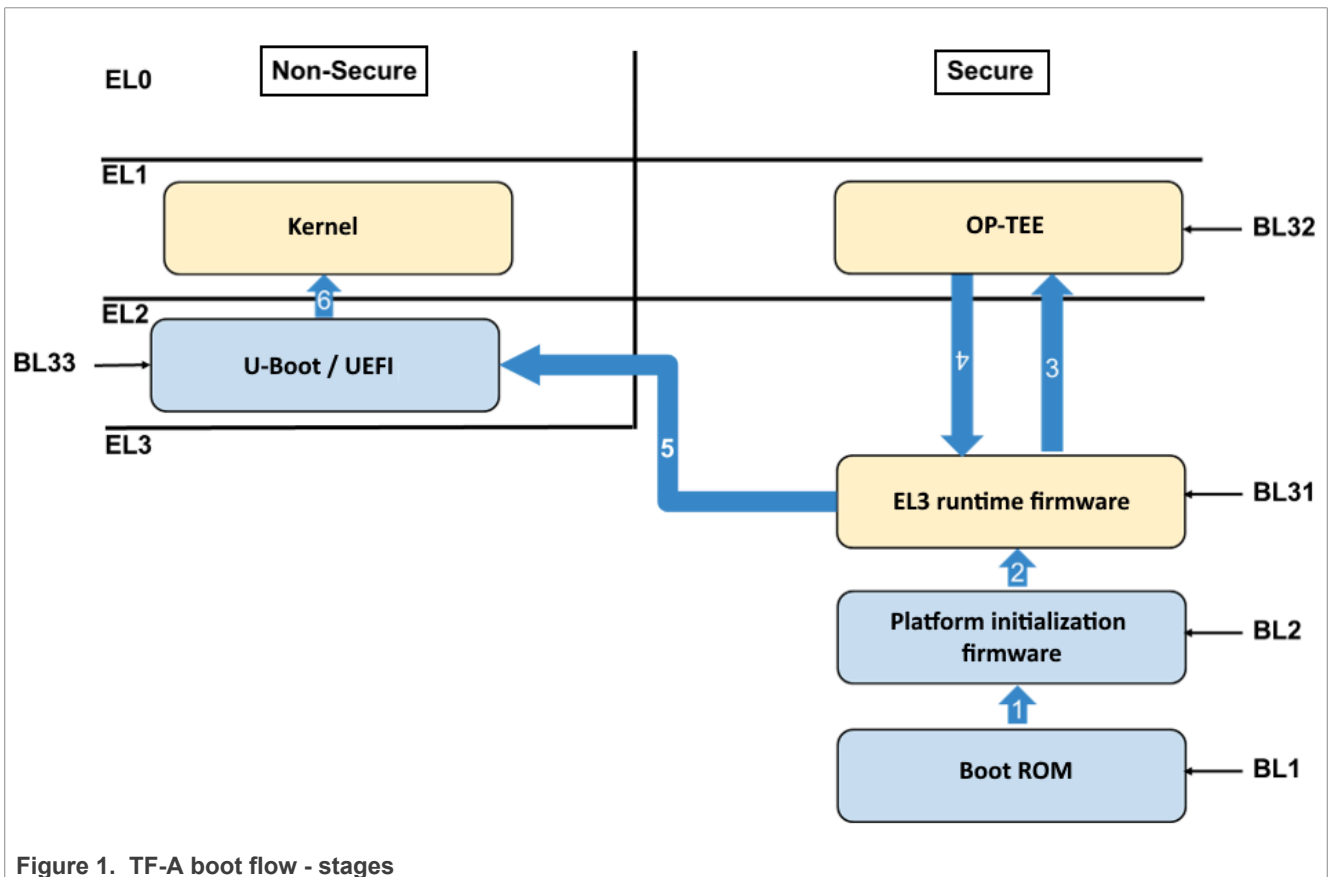 EL0
Non-Secure
Secure
EL1
Kernel
OP-TEE
BL32
6
EL2
BL33
U-Boot / UEFI
4
3
EL3
5
EL3 runtime firmware
BL31
2
Platform initialization
firmware
BL2
1
Boot ROM
BL1
Figure 1. TF-A boot flow - stages